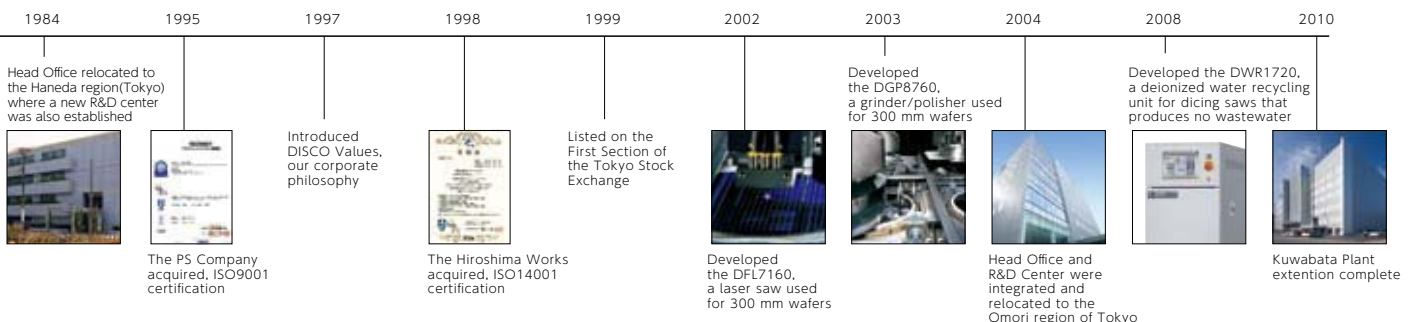 1984
1995
1997
1998
1999
2002
2003
2004
2008
2010
Head Office relocated to
the Haneda region(Tokyo)
where a new R&D center
was also established
The PS Company
acquired, ISO9001
certification
Introduced
DISCO Values,
our corporate
philosophy
The Hiroshima Works
acquired, ISO14001
certification
Listed on the
First Section of
the Tokyo Stock
Exchange
Developed
the DFL7160,
a laser saw used
for 300 mm wafers
Developed
the DGP8760,
a grinder/polisher used
for 300 mm wafers
Head Office and
R&D Center were
integrated and
relocated to the
Omori region of Tokyo
Developed the DWR1720,
a deionized water recycling
unit for dicing saws that
produces no wastewater
Kuwabata Plant
extention complete